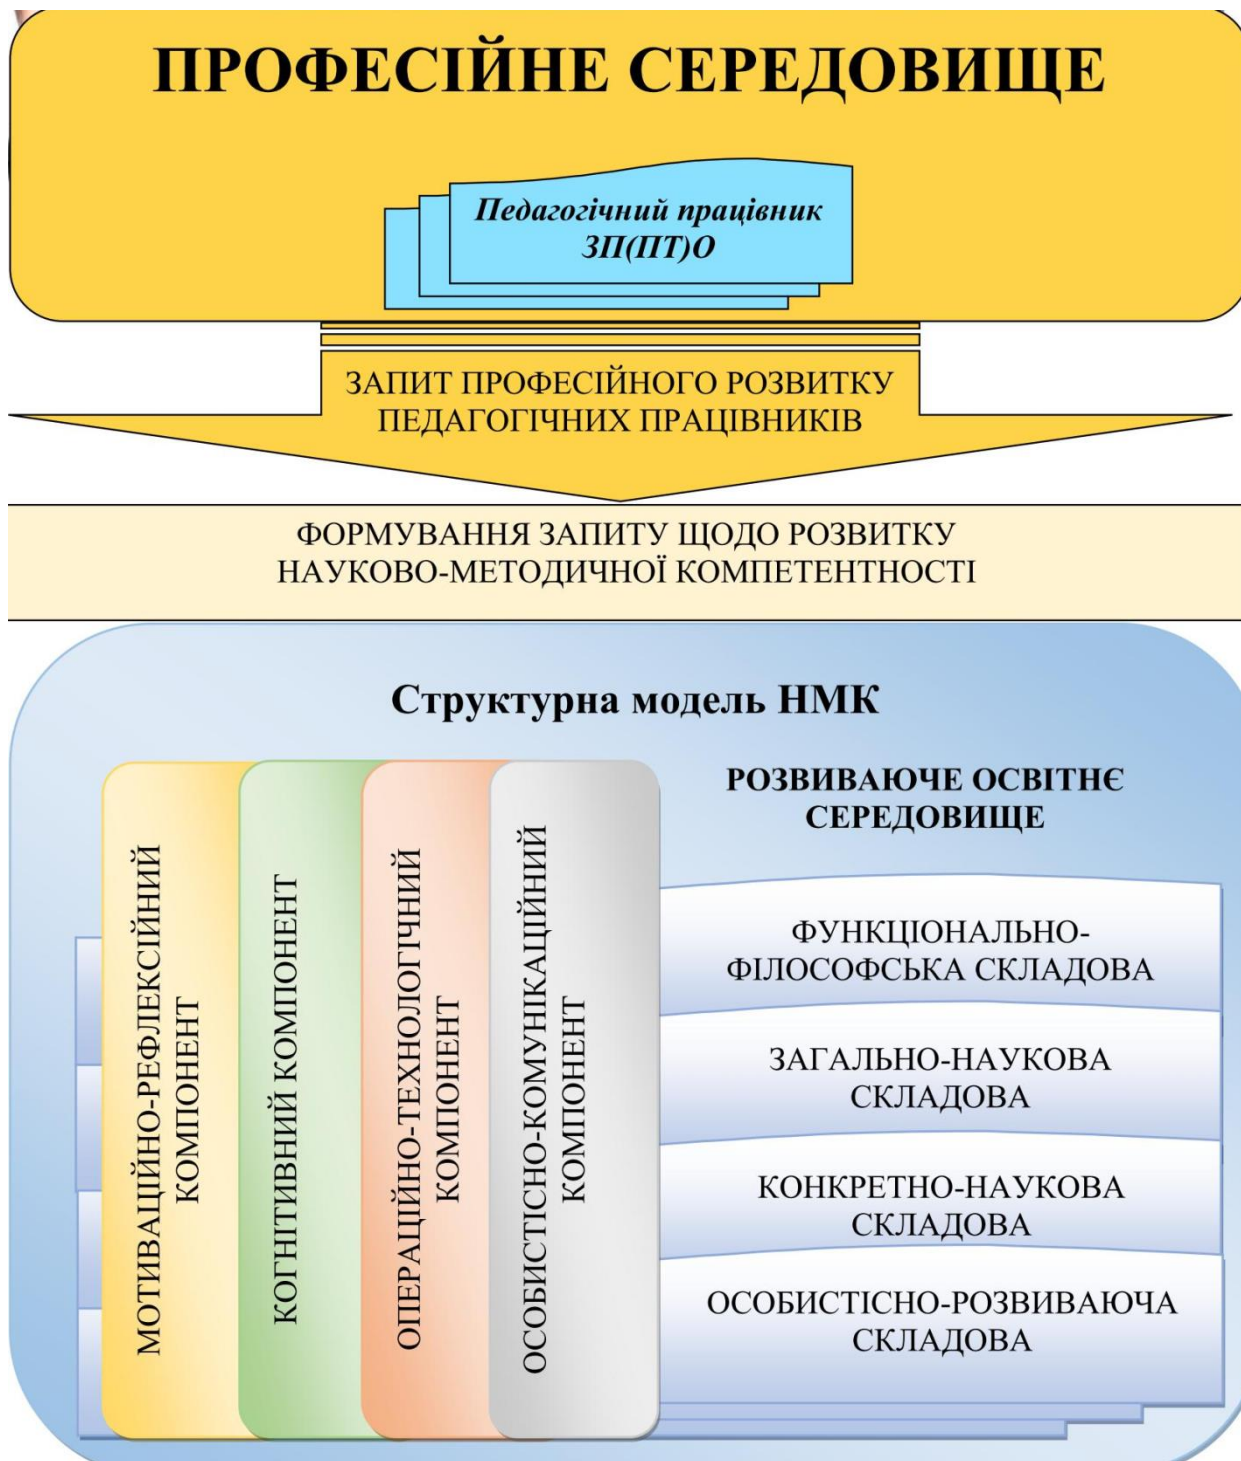 ПРОФЕСІЙНЕ СЕРЕДОВИЩЕ
Педагогічний працівник
ЗП(ПТ)О
ЗАПИТ ПРОФЕСІЙНОГО РОЗВИТКУ
ПЕДАГОГІЧНИХ ПРАЦІВНИКІВ
ФОРМУВАННЯ ЗАПИТУ ЩОДО РОЗВИТКУ
НАУКОВО-МЕТОДИЧНОЇ КОМПЕТЕНТНОСТІ
Структурна модель НМК
МОТИВАЦІЙНО-РЕФЛЕКСІЙНИЙ
КОМПОНЕНТ
КОГНІТИВНИЙ КОМПОНЕНТ
ОПЕРАЦІЙНО-ТЕХНОЛОГІЧНИЙ
КОМПОНЕНТ
ОСОБИСТІСНО-КОМУНІКАЦІЙНИЙ
КОМПОНЕНТ
РОЗВИВАЮЧЕ ОСВІТНЄ
СЕРЕДОВИЩЕ
ФУНКЦІОНАЛЬНО-
ФІЛОСОФСЬКА СКЛАДОВА
ЗАГАЛЬНО-НАУКОВА
СКЛАДОВА
КОНКРЕТНО-НАУКОВА
СКЛАДОВА
ОСОБИСТІСНО-РОЗВИВАЮЧА
СКЛАДОВА